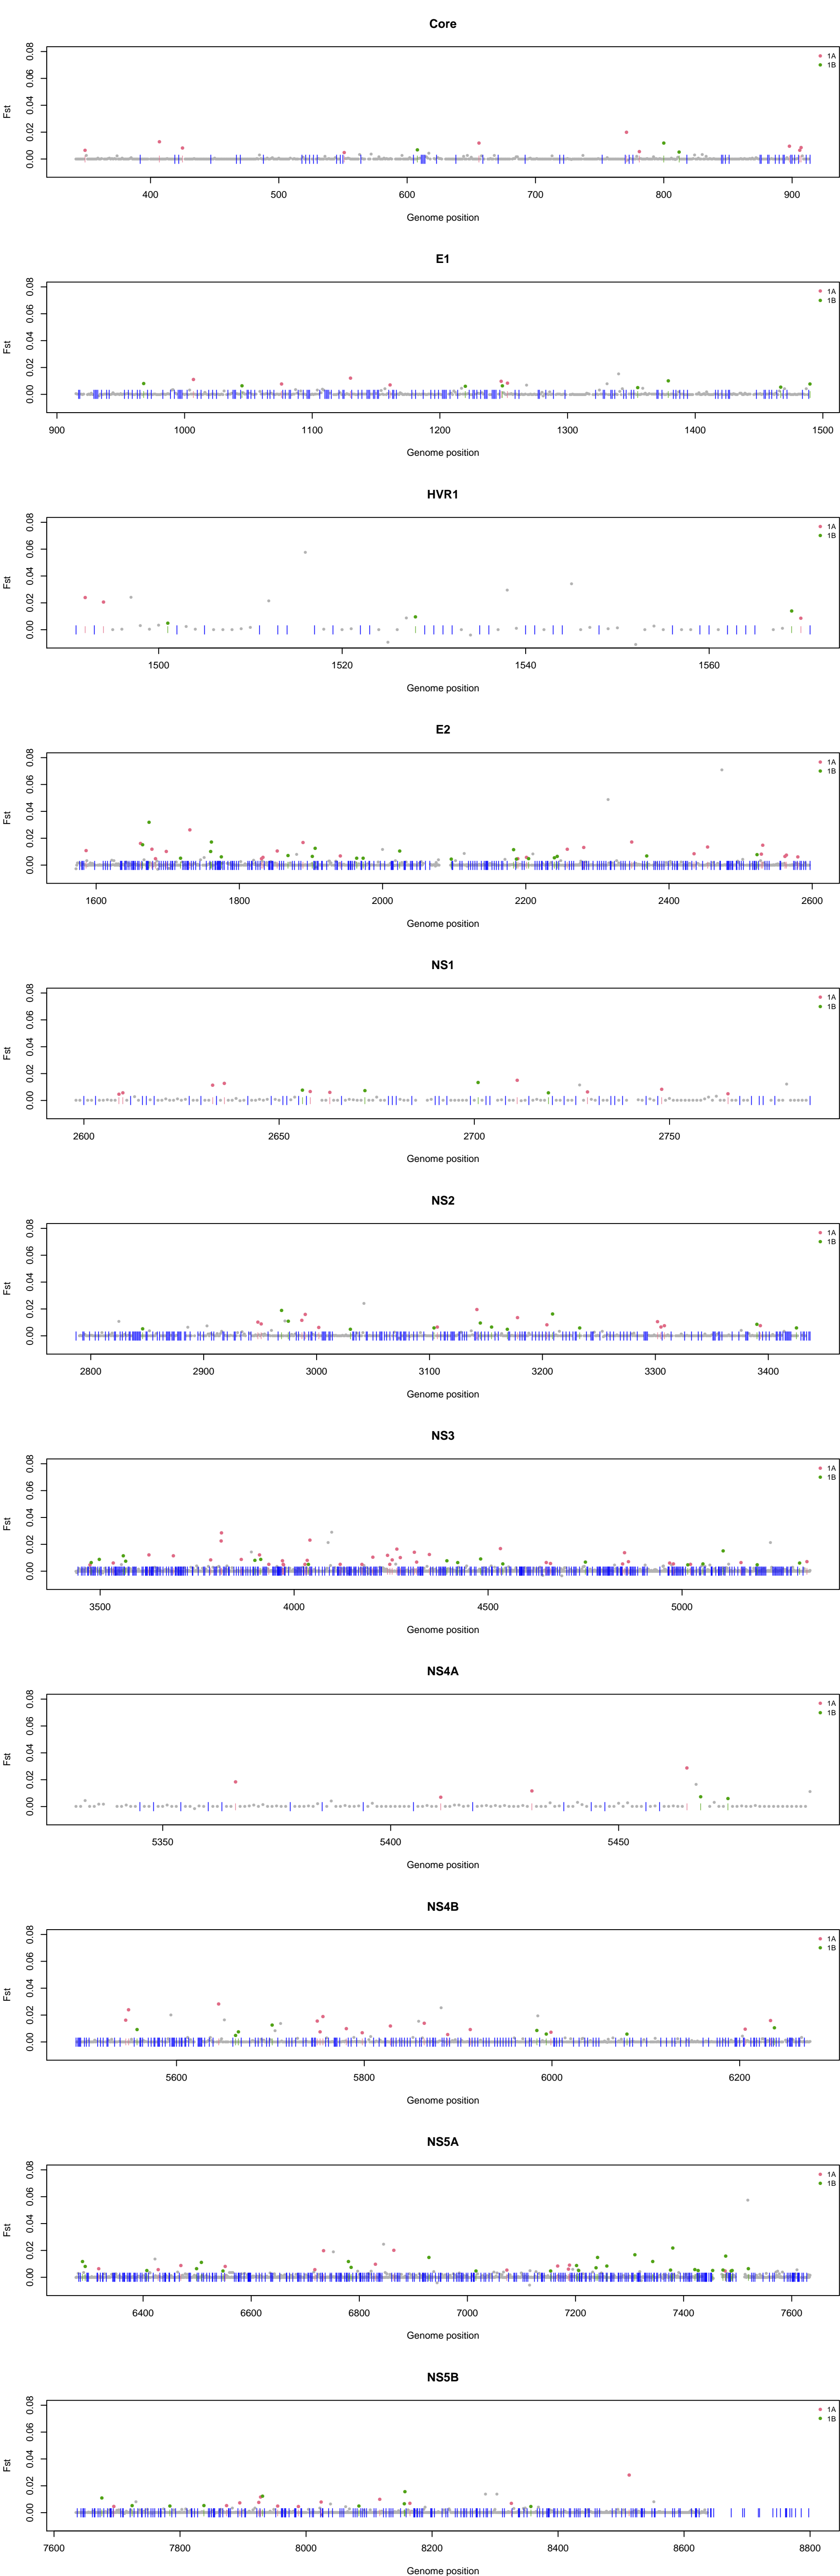 Core
0.08
0.06
0.04
0.02
0.00
Fst
1A
1B
400 500 600 700 800 900
Genome position
E1
0.08
0.06
0.04
0.02
0.00
Fst
1A
1B
900 1000 1100 1200 1300 1400 1500
Genome position
HVR1
0.08
0.06
0.04
0.02
0.00
Fst
1A
1B
1500 1520 1540 1560
Genome position
E2
0.08
0.06
0.04
0.02
0.00
Fst
1A
1B
1600 1800 2000 2200 2400 2600
Genome position
NS1
0.08
0.06
0.04
0.02
0.00
Fst
1A
1B
2600 2650 2700 2750
Genome position
NS2
0.08
0.06
0.04
0.02
0.00
Fst
1A
1B
2800 2900 3000 3100 3200 3300 3400
Genome position
NS3
0.08
0.06
0.04
0.02
0.00
Fst
1A
1B
3500 4000 4500 5000
Genome position
NS4A
0.08
0.06
0.04
0.02
0.00
Fst
1A
1B
5350 5400 5450
Genome position
NS4B
0.08
0.06
0.04
0.02
0.00
Fst
1A
1B
5600 5800 6000 6200
Genome position
NS5A
0.08
0.06
0.04
0.02
0.00
Fst
1A
1B
6400 6600 6800 7000 7200 7400 7600
Genome position
NS5B
0.08
0.06
0.04
0.02
0.00
Fst
1A
1B
7600 7800 8000 8200 8400 8600 8800
Genome position